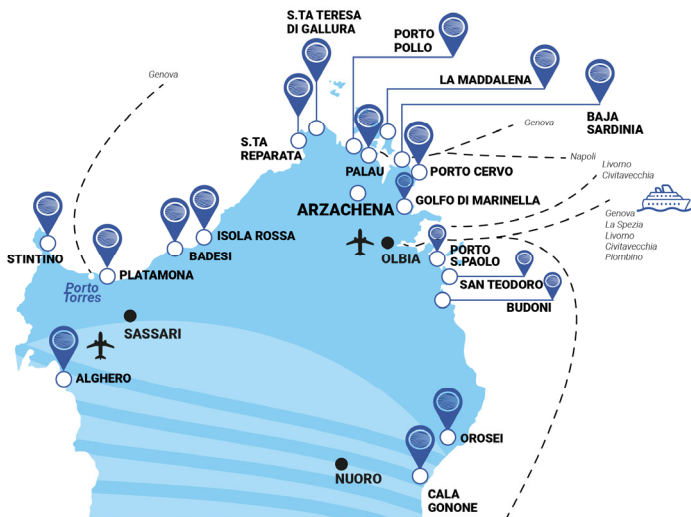 S.TA TERESA
DI GALLURA
PORTO
POLLO
LA MADDALENA
BAJA
SARDINIA
Genova
Genova
S.TA
REPARATA
PALAU
PORTO CERVO
Napoli
Livorno
Civitavecchia
ARZACHENA
GOLFO DI MARINELLA
Genova
La Spezia
Livorno
Civitavecchia
Piombino
STINTINO
ISOLA ROSSA
BADESI
OLBIA
PORTO
S.PAOLO
PLATAMONA
Porto
Torres
SAN TEODORO
BUDONI
SASSARI
ALGHERO
OROSEI
NUORO
CALA
GONONE